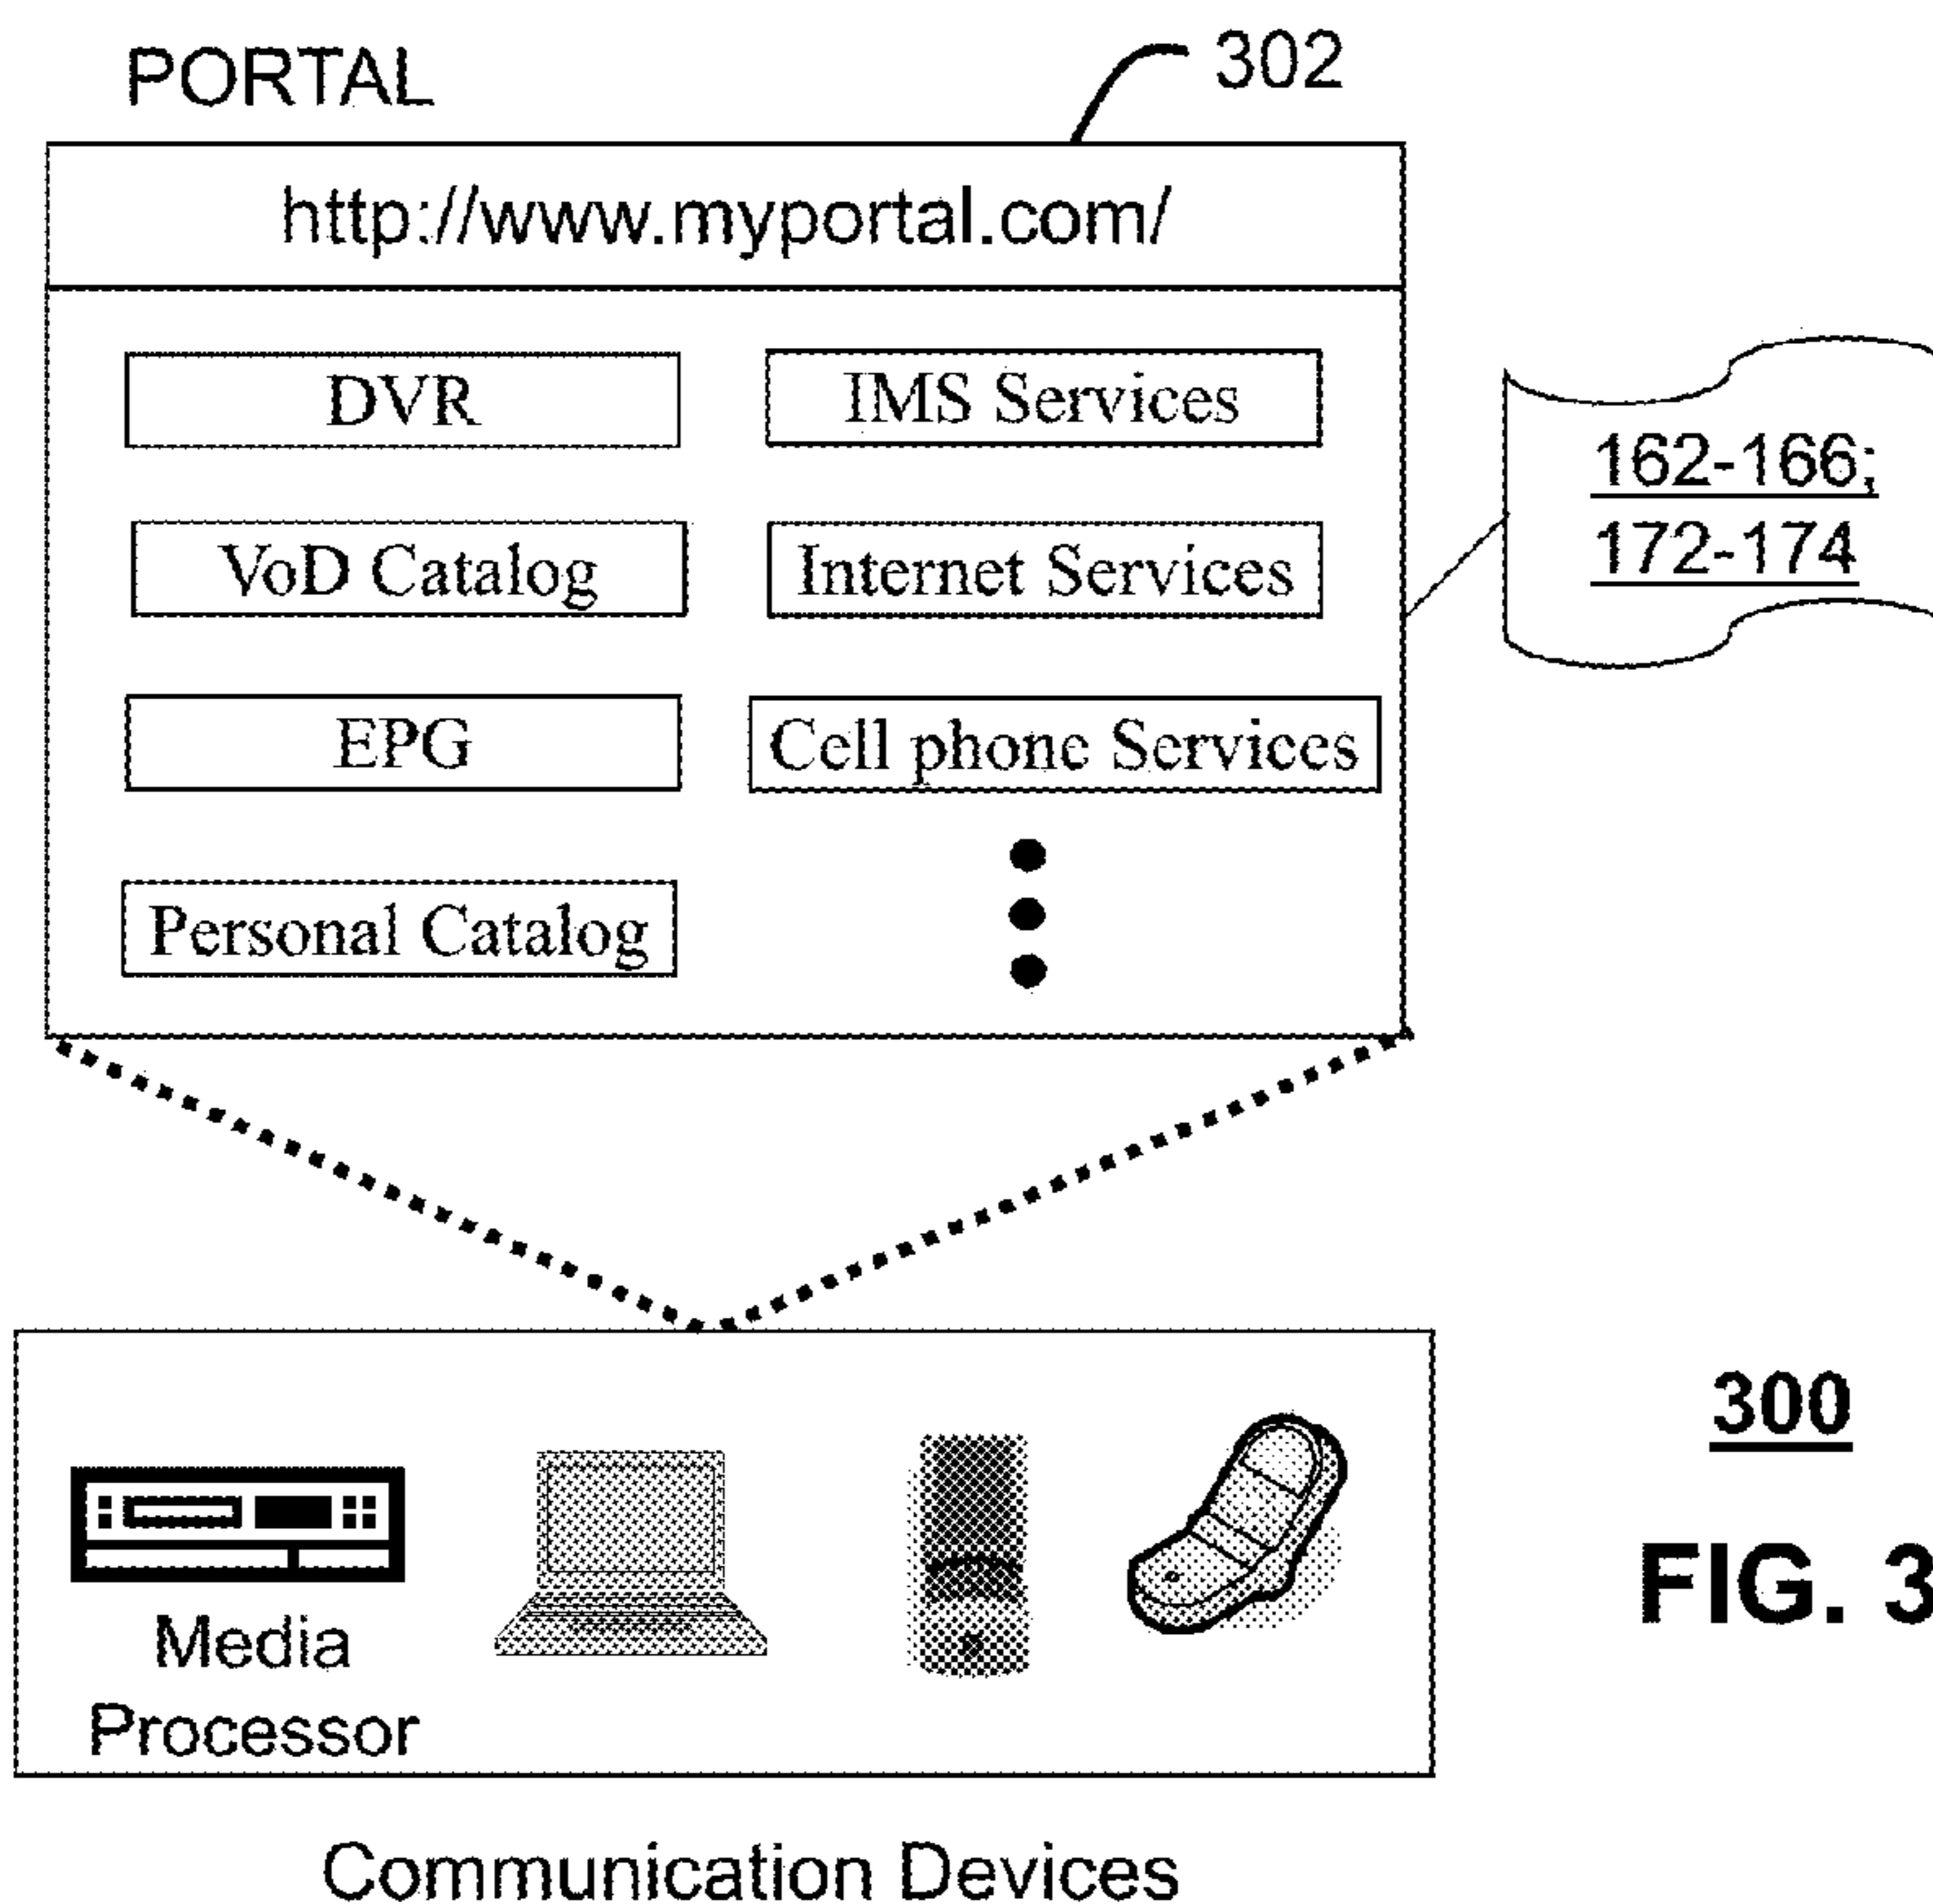 PORTAL
302
http://www.myportal.com/
DVR
IMS Services
VoD Catalog
Internet Services
EPG
Cell phone Services
Personal Catalog
162-166;
172-174
Media
Processor
Communication Devices
300
FIG. 3